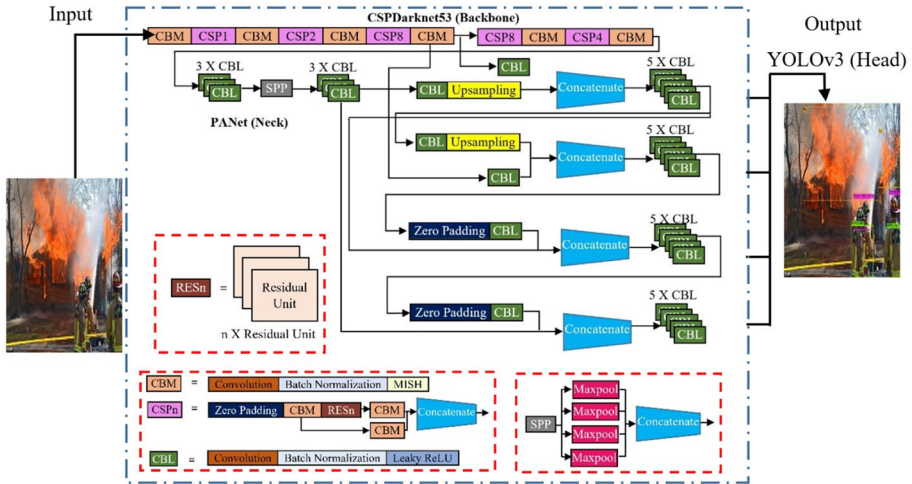 Input
CSPDarknet53 (Backbone)
Output
YOLOv3 (Head)
CBM CSP1 CBM CSP2 CBM CSP8 CBM CSP8 CBM CSP4 CBM
3 X CBL
CBL
SPP
3 X CBL
CBL
CBL
CBL Upsampling
Concatenate
5 X CBL
CBL
PANet (Neck)
CBL Upsampling
CBL
Concatenate
5 X CBL
CBL
Zero Padding CBL
Concatenate
5 X CBL
CBL
Zero Padding CBL
Concatenate
5 X CBL
CBL
RESn =
Residual
Unit
n X Residual Unit
CBM = Convolution Batch Normalization MISH
CSPn = Zero Padding CBM RESn CBM
CBM
Concatenate
CBL = Convolution Batch Normalization Leaky ReLU
SPP
Maxpool
Maxpool
Maxpool
Maxpool
Concatenate